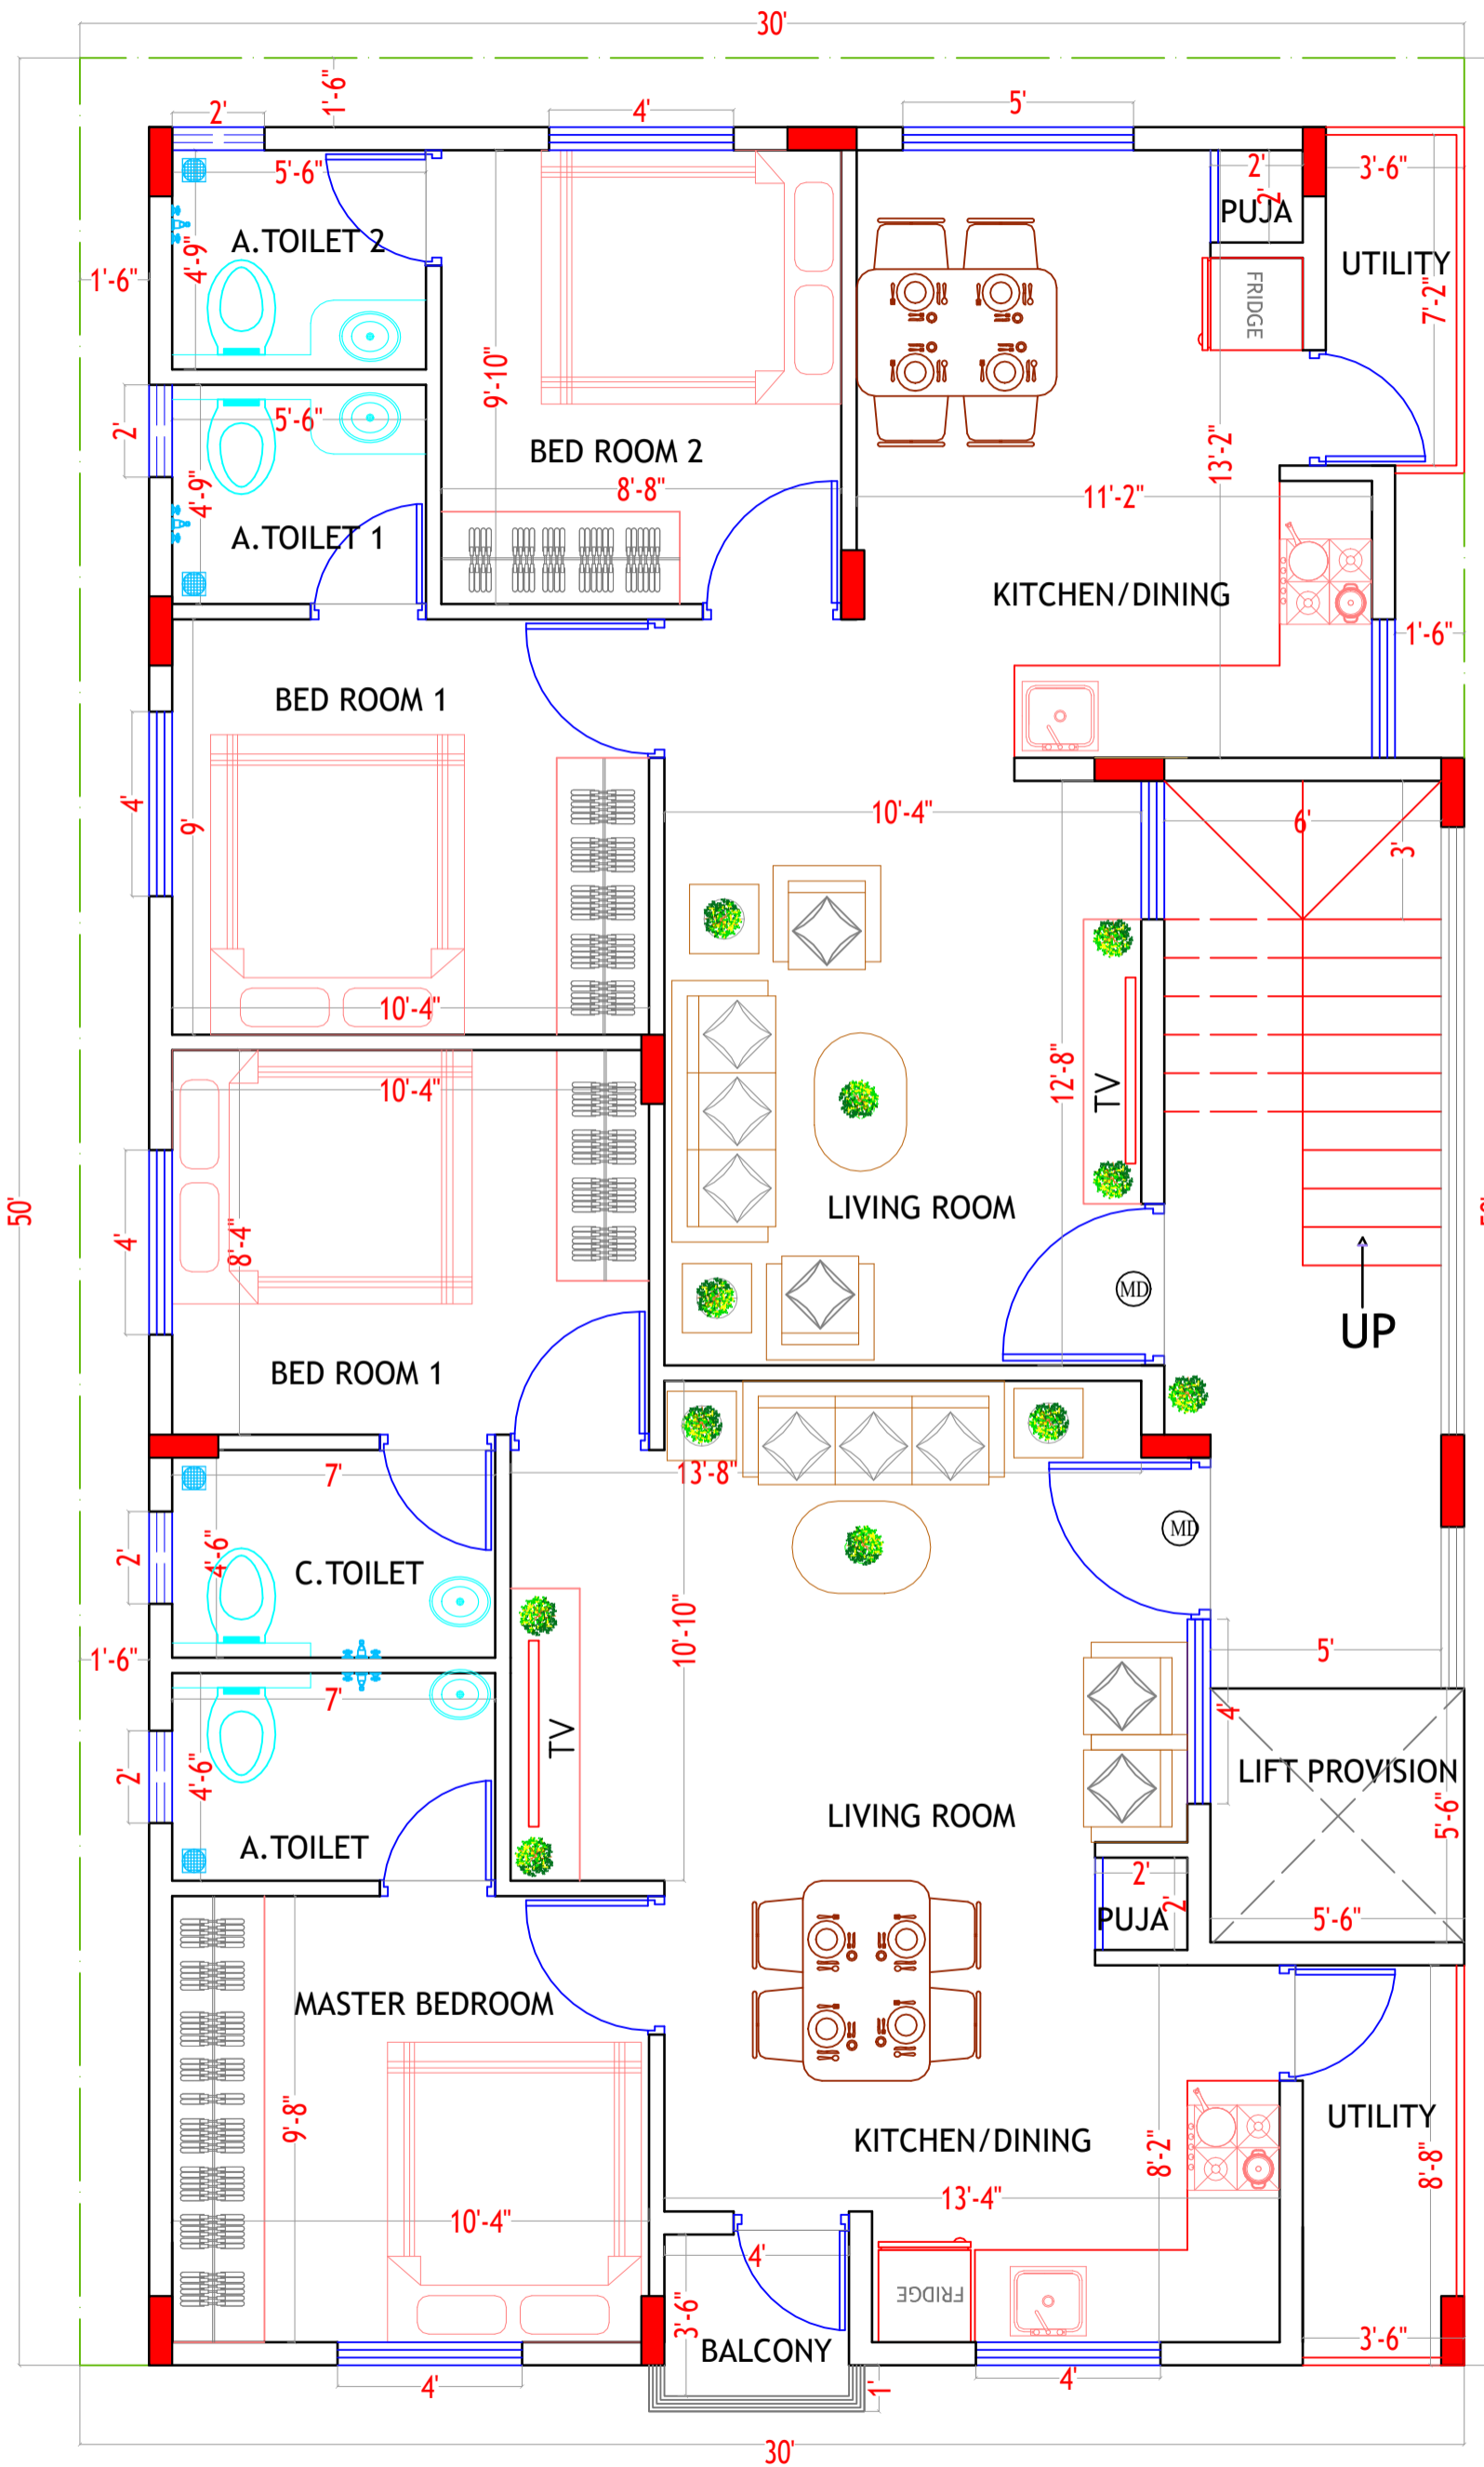 30'
2'
1'-6"
4'
5'
5'-6"
2'
3'-6"
2'
PUJA
A.TOILET 2
4'-9"
UTILITY
1'-6"
FRIDGE
7'-2"
9'-10"
5'-6"
2'
BED ROOM 2
13'-2"
8'-8"
11'-2"
4'-9"
A.TOILET 1
KITCHEN/DINING
1'-6"
BED ROOM 1
4'
9'
10'-4"
6'
3'
10'-4"
12'-8"
TV
10'-4"
50'
LIVING ROOM
4'
8'-4"
MD
UP
BED ROOM 1
7'
13'-8"
MD
2'
4'-6"
C.TOILET
10'-10"
5'
1'-6"
7'
4'
TV
2'
4'-6"
LIFT PROVISION
5'-6"
LIVING ROOM
A.TOILET
2'
2'
PUJA
5'-6"
MASTER BEDROOM
9'-8"
KITCHEN/DINING
8'-2"
UTILITY
8'-8"
13'-4"
10'-4"
4'
FRIDGE
3'-6"
3'-6"
BALCONY
4'
1'
4'
30'